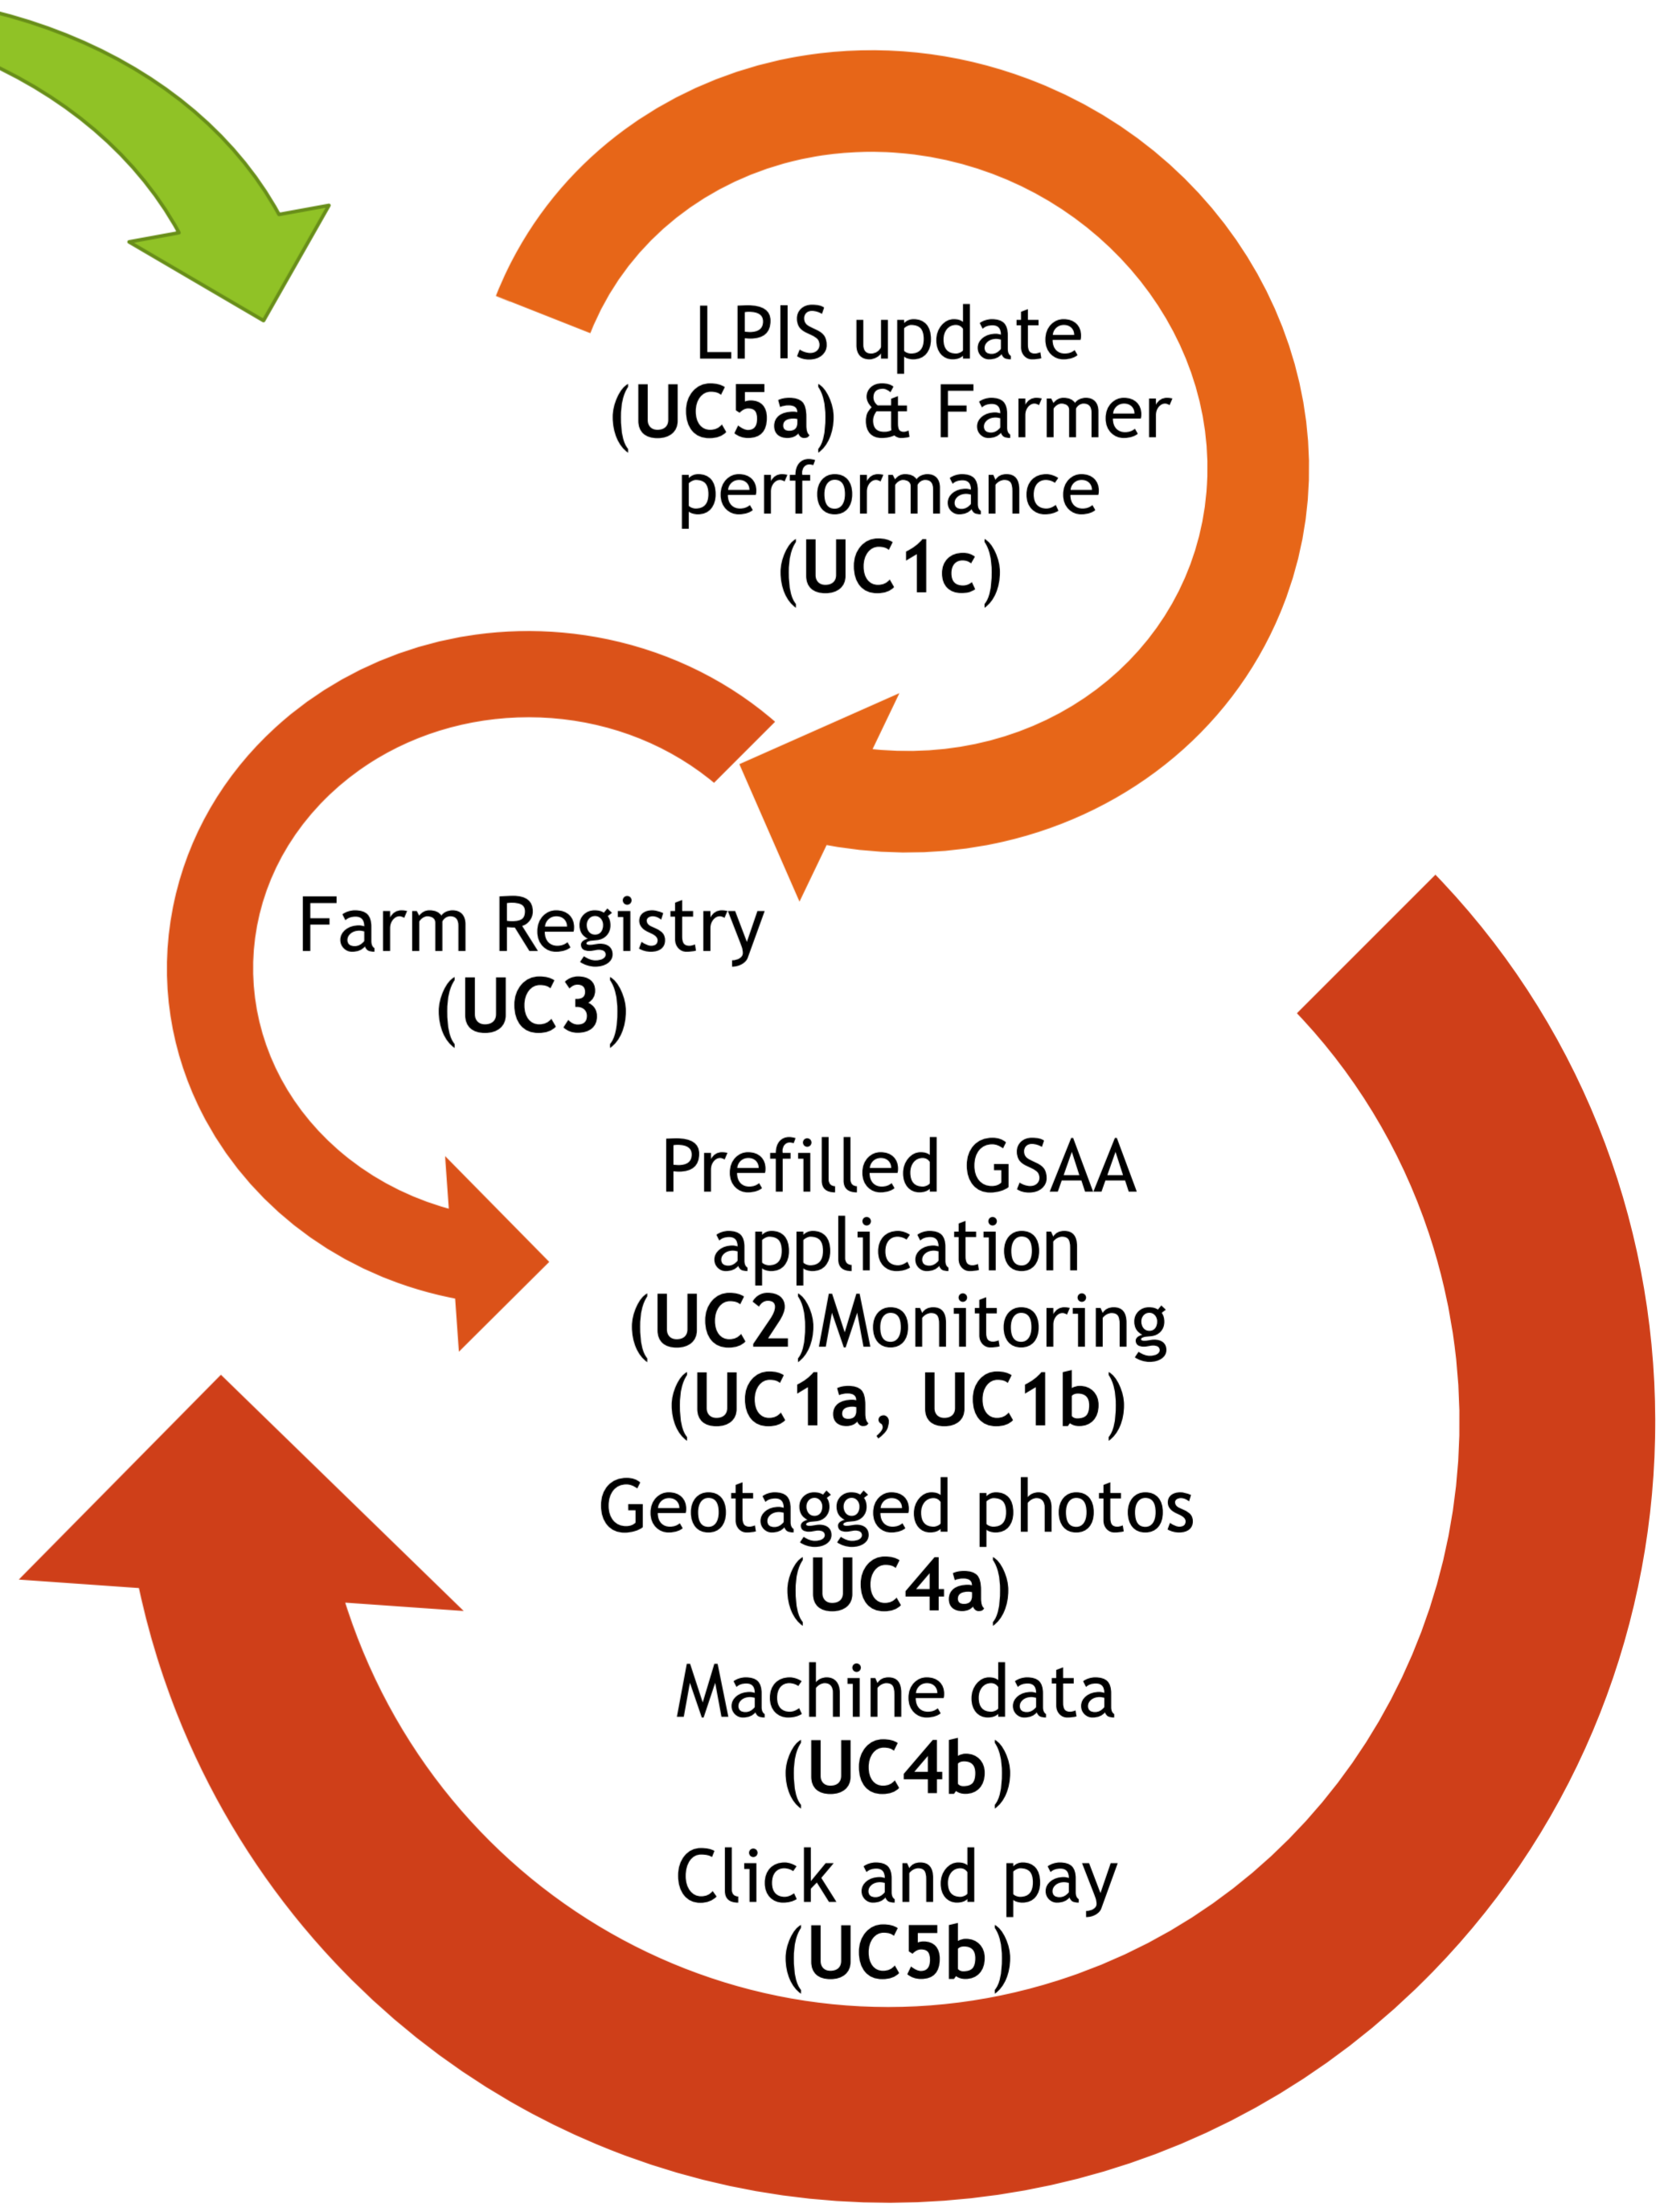 LPIS update
(UC5a) & Farmer
performance
(UC1c)
Farm Registry
(UC3)
Prefilled GSAA
application
(UC2)Monitoring
(UC1a, UC1b)
Geotagged photos
(UC4a)
Machine data
(UC4b)
Click and pay
(UC5b)